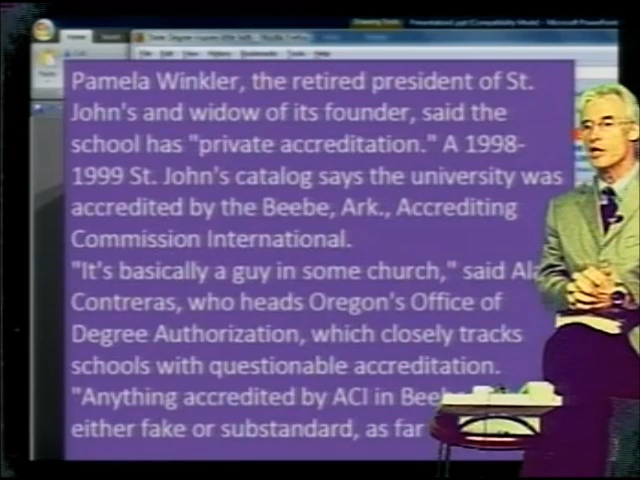 Pamela Winkler, the retired president of St.
John's and widow of its founder, said the
school has "private accreditation." A 1998-
1999 St. John's catalog says the university was
accredited by the Beebe, Ark., Accrediting
Commission International.
"It's basically a guy in some church," said
Contreras, who heads Oregon's Office of
Degree Authorization, which closely tracks
schools with questionable accreditation.
"Anything accredited by ACI in
either fake or substandard, as far